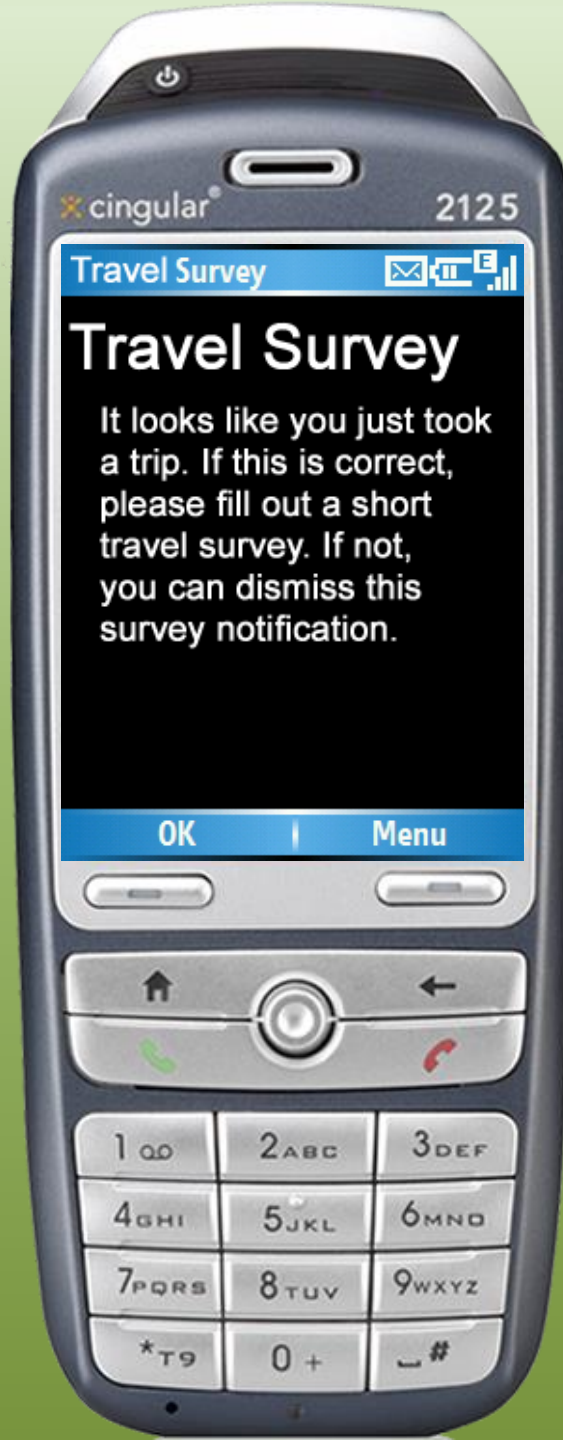 cingular® 2125
Travel Survey E
Travel Survey
It looks like you just took
a trip. If this is correct,
please fill out a short
travel survey. If not,
you can dismiss this
survey notification.
OK Menu
1 2ABC 3DEF
4GHI 5JKL 6MNO
7PQRS 8TUV 9WXYZ
*T9 0 + #